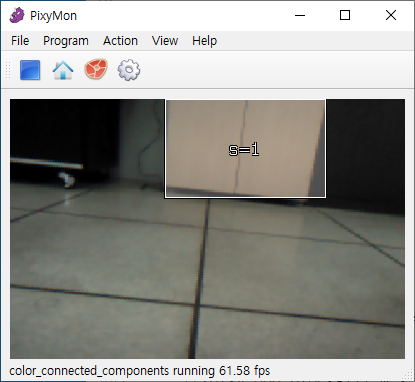 PixyMon
File Program Action View Help
s=1
color_connected_components running 61.58 fps